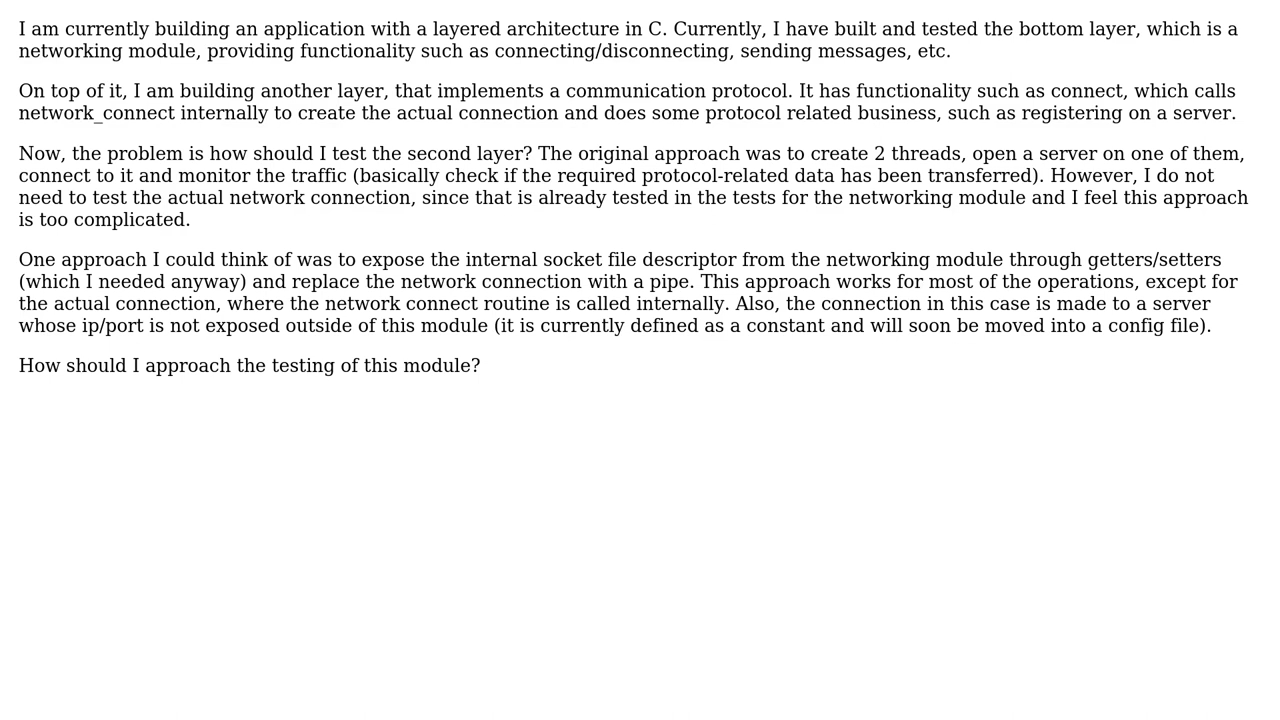 I am currently building an application with a layered architecture in C. Currently, I have built and tested the bottom layer, which is a
networking module, providing functionality such as connecting/disconnecting, sending messages, etc.
On top of it, I am building another layer, that implements a communication protocol. It has functionality such as connect, which calls
network_connect internally to create the actual connection and does some protocol related business, such as registering on a server.
Now, the problem is how should I test the second layer? The original approach was to create 2 threads, open a server on one of them,
connect to it and monitor the traffic (basically check if the required protocol-related data has been transferred). However, I do not
need to test the actual network connection, since that is already tested in the tests for the networking module and I feel this approach
is too complicated.
One approach I could think of was to expose the internal socket file descriptor from the networking module through getters/setters
(which I needed anyway) and replace the network connection with a pipe. This approach works for most of the operations, except for
the actual connection, where the network connect routine is called internally. Also, the connection in this case is made to a server
whose ip/port is not exposed outside of this module (it is currently defined as a constant and will soon be moved into a config file).
How should I approach the testing of this module?